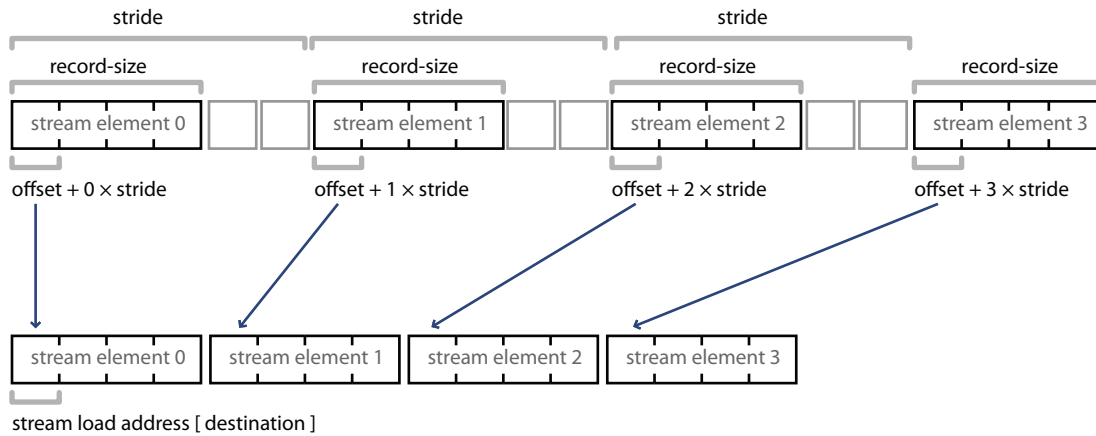 stride stride stride
record-size record-size record-size record-size
stream element 0 stream element 1 stream element 2 stream element 3
offset + 0 × stride offset + 1 × stride offset + 2 × stride offset + 3 × stride
stream element 0 stream element 1 stream element 2 stream element 3
stream load address [ destination ]